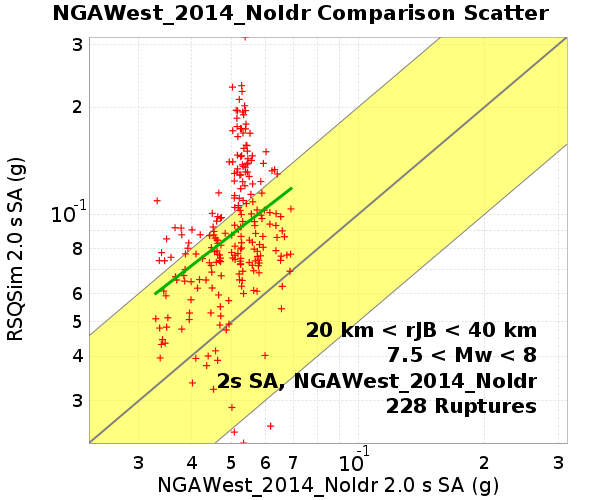 NGAWest_2014_NoIdr Comparison Scatter
RSQSim 2.0 s SA (g)
3
2
10⁻¹
8
6
5
4
3
20 km < rJB < 40 km
7.5 < Mw < 8
2s SA, NGAWest_2014_NoIdr
228 Ruptures
3 4 5 6 7 10⁻¹ 2 3
NGAWest_2014_NoIdr 2.0 s SA (g)